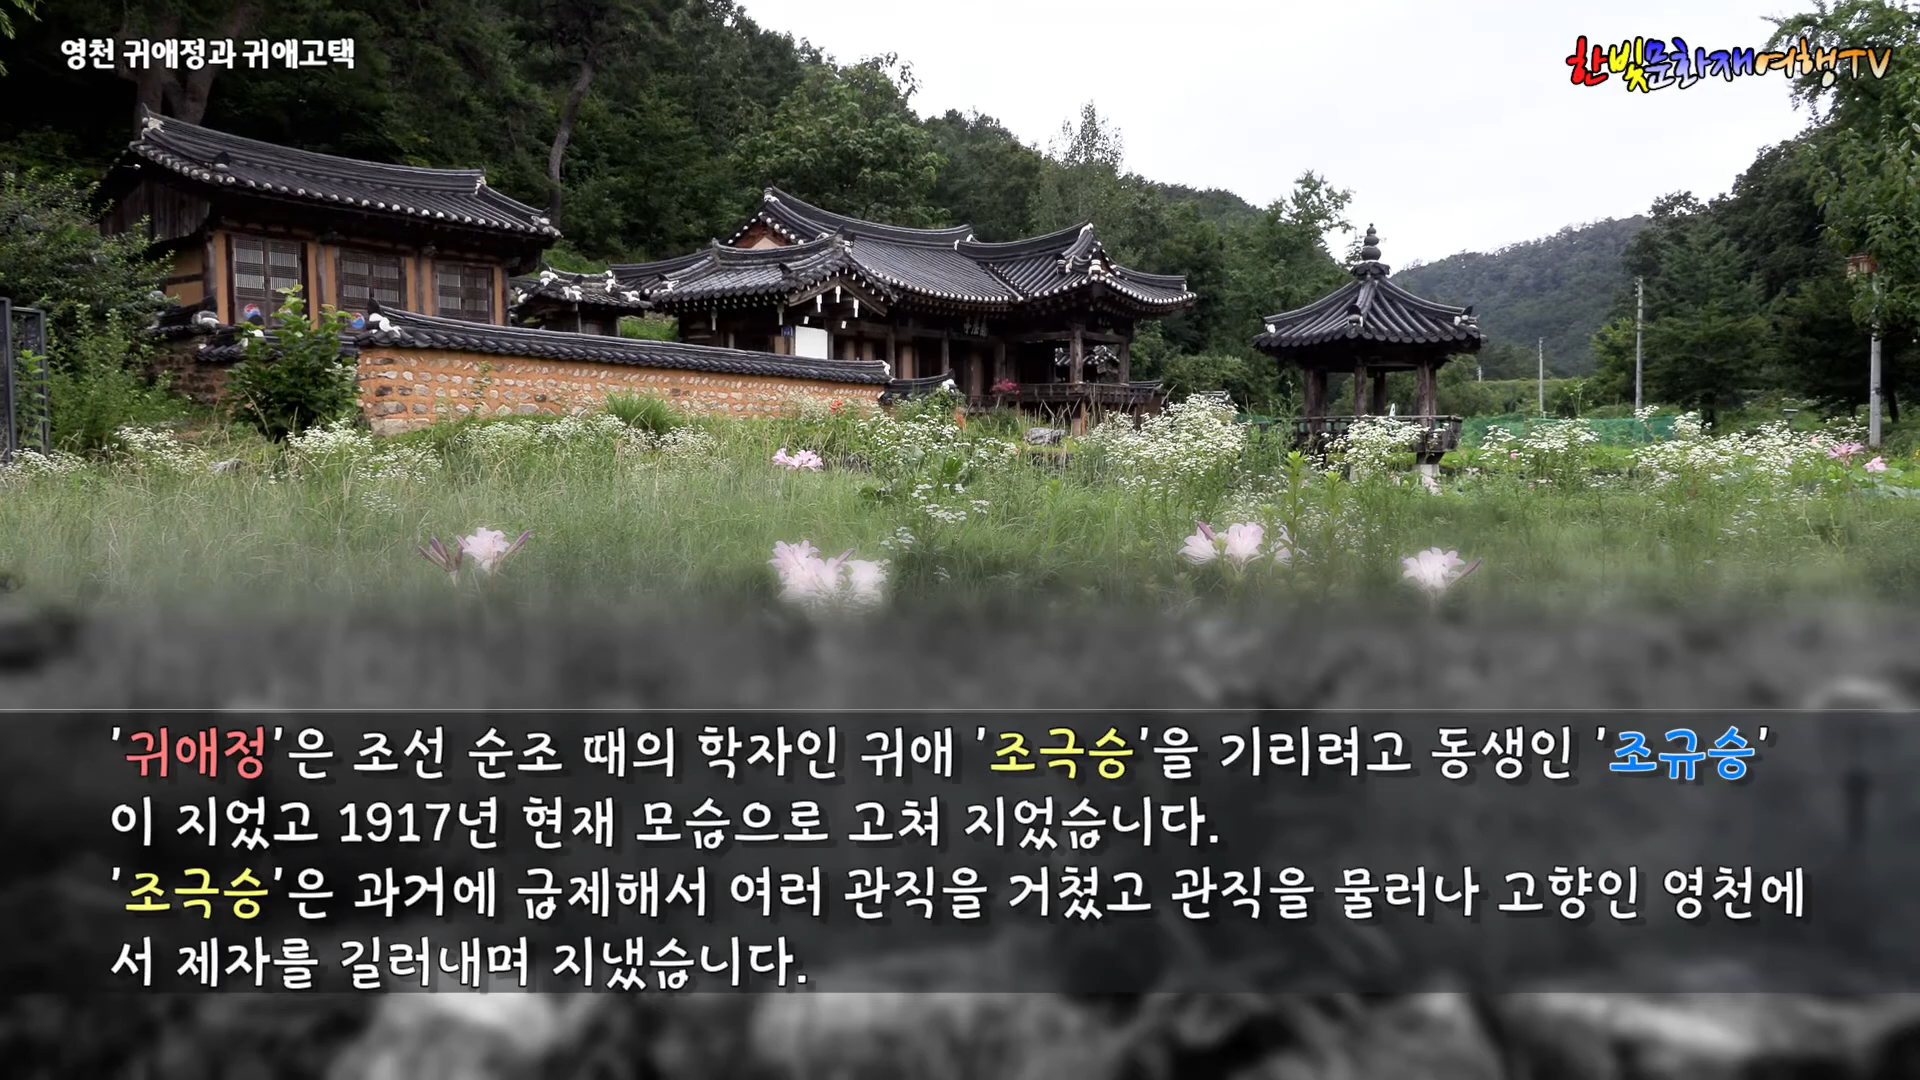 영천 귀애정과 귀애고택
한빛문화재여행TV
'귀애정'은 조선 순조 때의 학자인 귀애 '조극승'을 기리려고 동생인 '조규승'
이 지었고 1917년 현재 모습으로 고쳐 지었습니다.
'조극승'은 과거에 급제해서 여러 관직을 거쳤고 관직을 물러나 고향인 영천에
서 제자를 길러내며 지냈습니다.